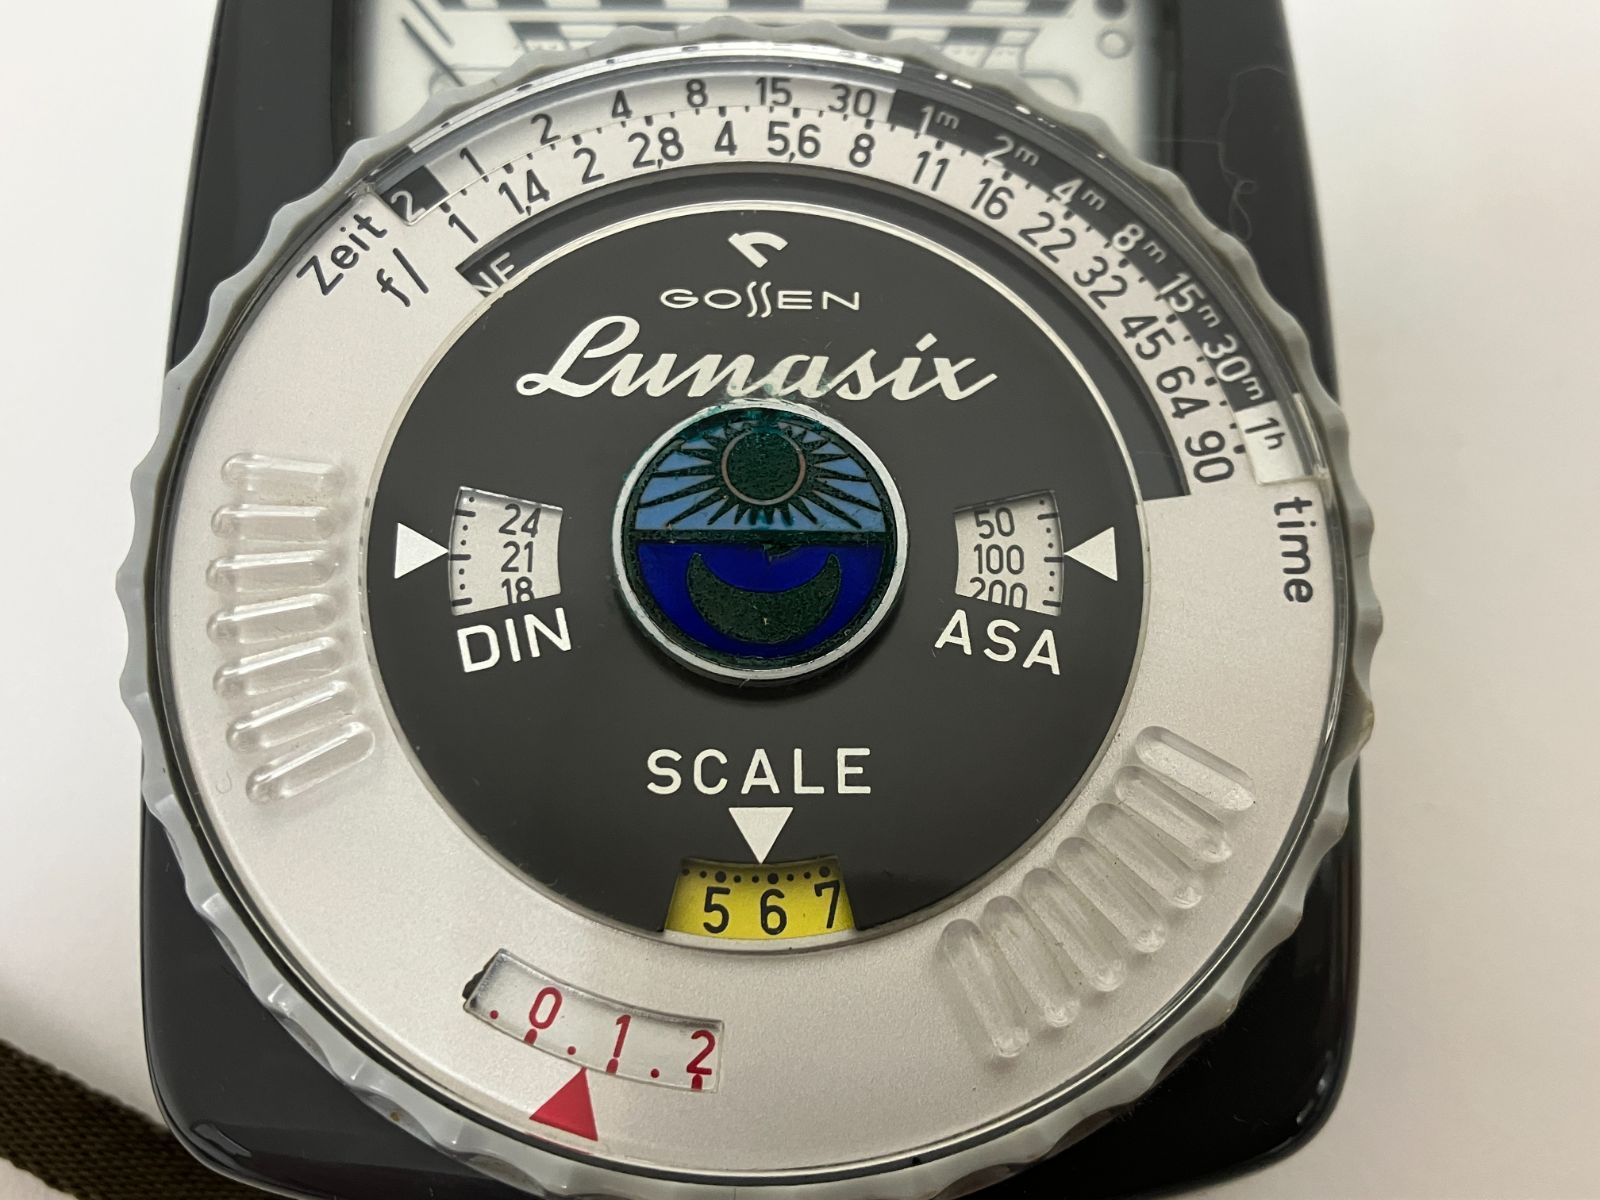 2 1 2 4 8 15 30 1m 2m 4m 8m 15m 30m 1h
Zeit
time
f/
1 1,4 2 2,8 4 5,6 8 11 16 22 32 45 64 90
GOSSEN
Lunasix
24
21
18
DIN
50
100
200
ASA
SCALE
5 6 7
.0.1.2